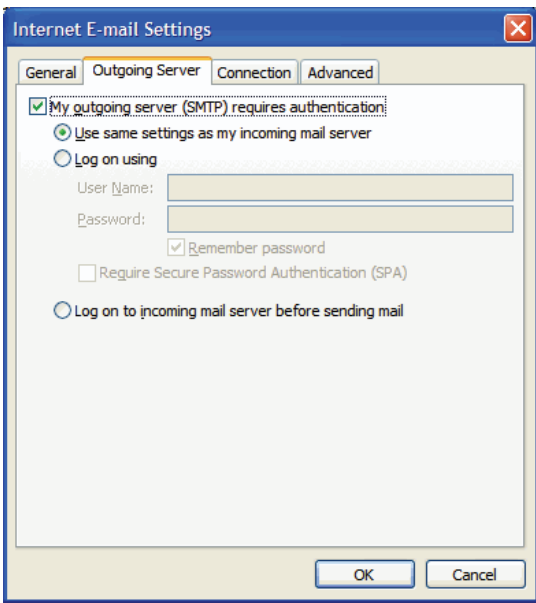 Internet E-mail Settings
General Outgoing Server Connection Advanced
My outgoing server (SMTP) requires authentication
Use same settings as my incoming mail server
Log on using
User Name:
Password:
Remember password
Require Secure Password Authentication (SPA)
Log on to incoming mail server before sending mail
OK Cancel